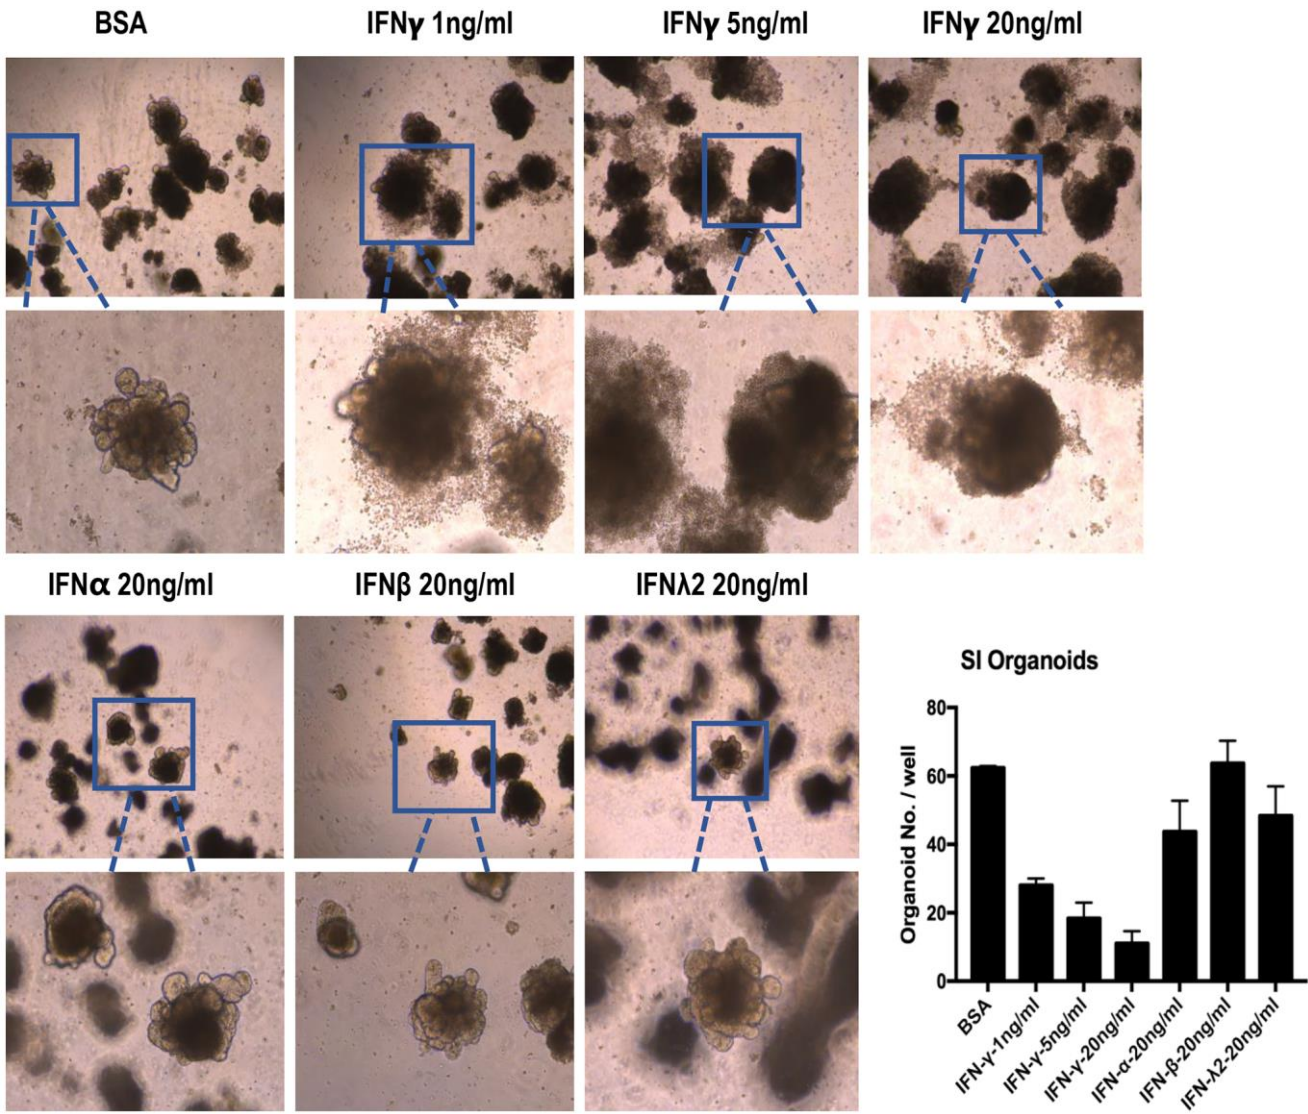 BSA
IFNγ 1ng/ml
IFNγ 5ng/ml
IFNγ 20ng/ml
IFNα 20ng/ml
IFNβ 20ng/ml
IFNλ2 20ng/ml
SI Organoids
Organoid No. / well
80
60
40
20
0
BSA
IFN-γ-1ng/ml
IFN-γ-5ng/ml
IFN-γ-20ng/ml
IFN-α-20ng/ml
IFN-β-20ng/ml
IFN-λ2-20ng/ml